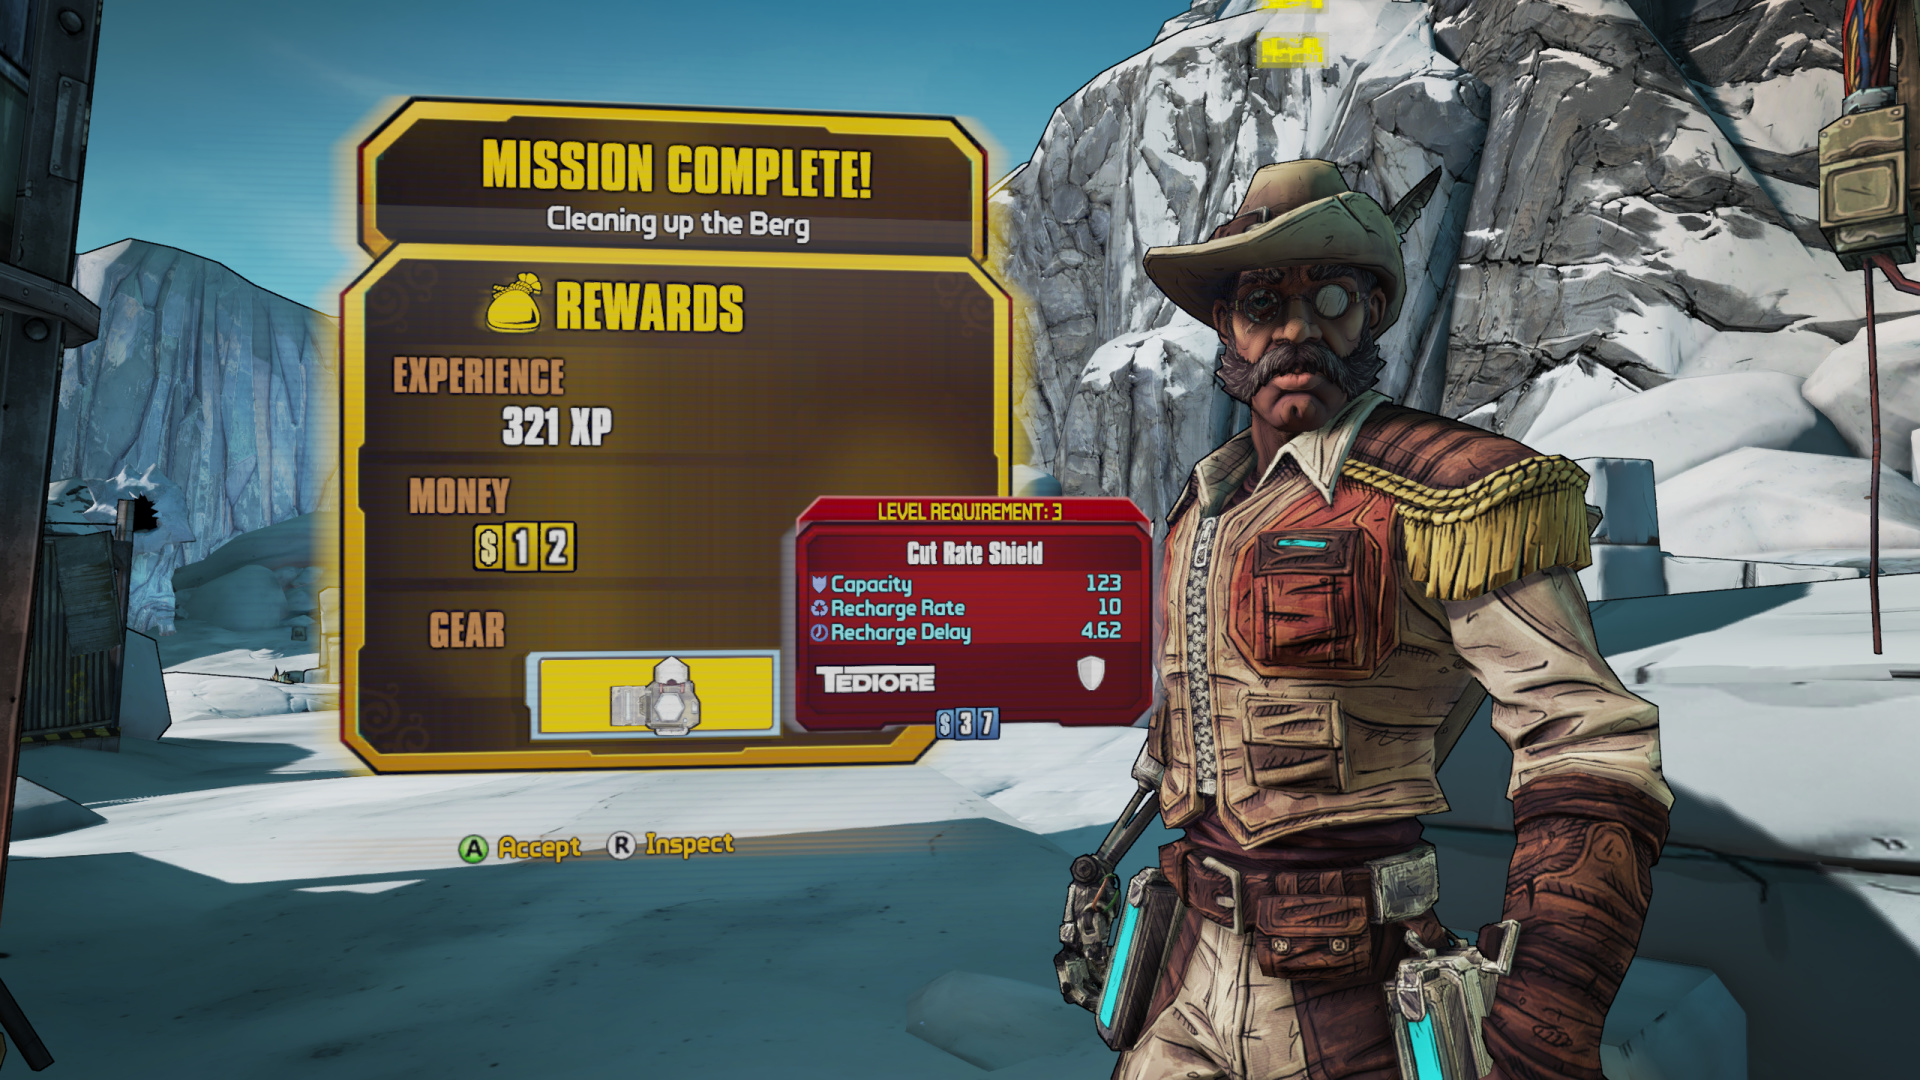 MISSION COMPLETE!
Cleaning up the Berg
REWARDS
EXPERIENCE
321 XP
MONEY
$12
GEAR
LEVEL REQUIREMENT: 3
Cut Rate Shield
Capacity 123
Recharge Rate 10
Recharge Delay 4.62
TEDIORE
$37
A Accept R Inspect